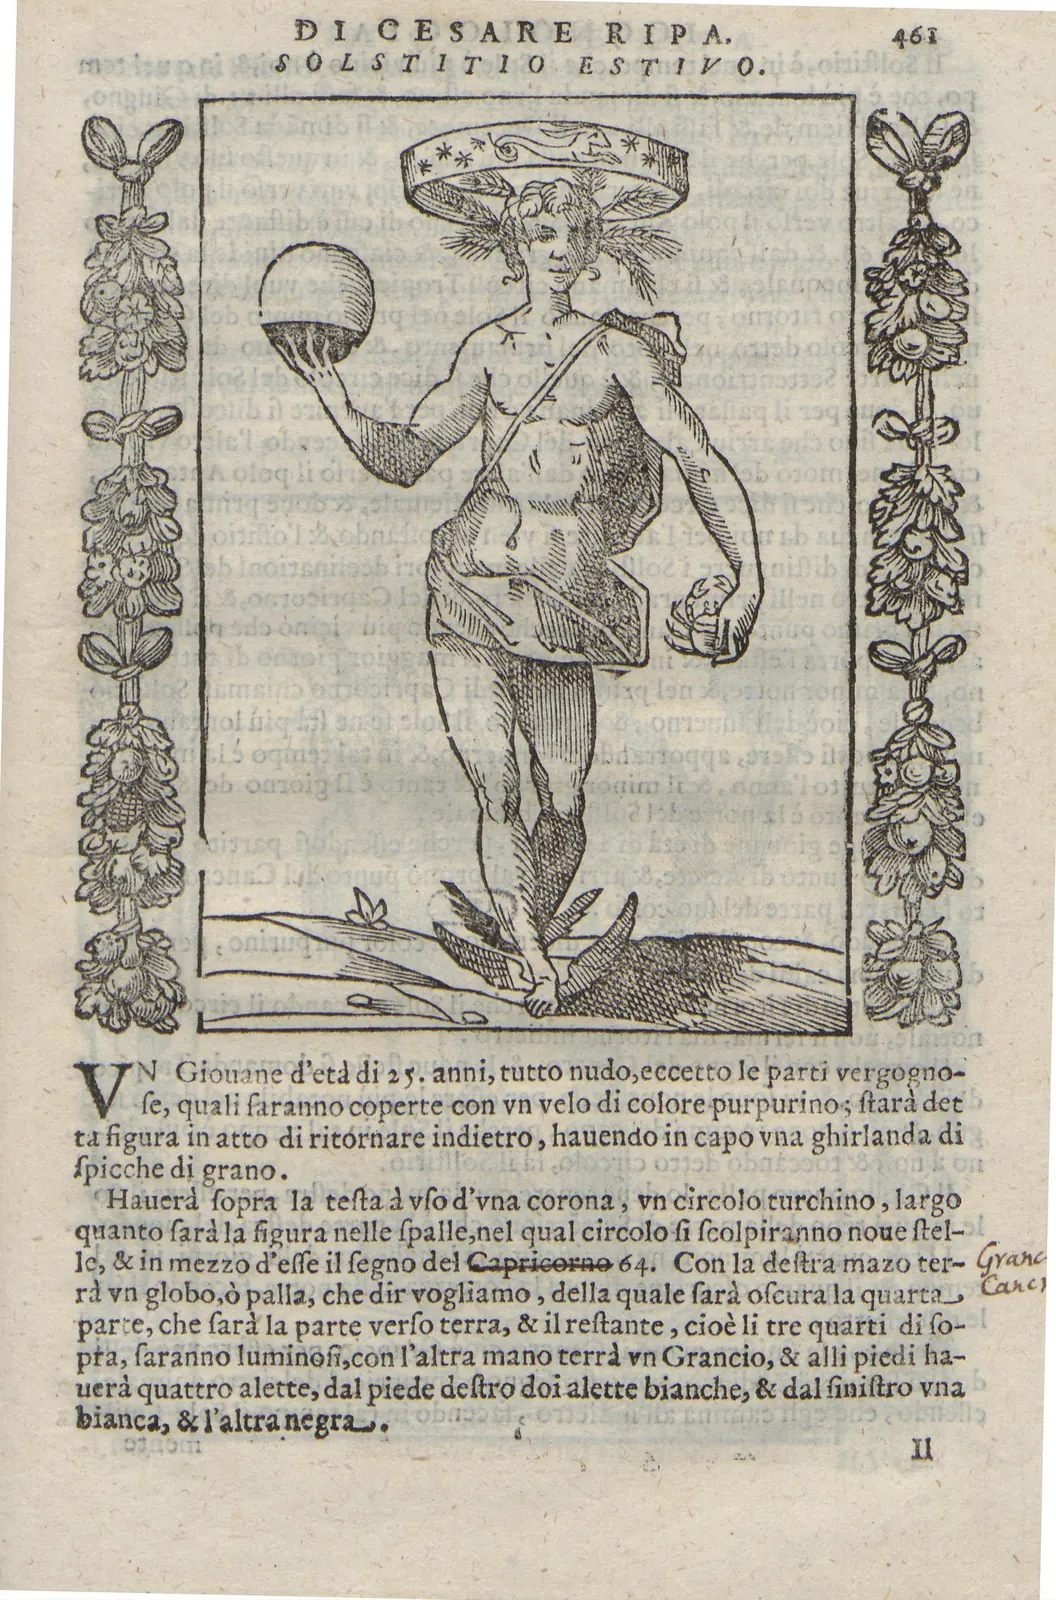 DI CESARE RIPA. 461
SOLSTITIO ESTIVO.
VN Giouane d'età di 25. anni, tutto nudo, eccetto le parti vergogno-
ſe, quali ſaranno coperte con vn velo di colore purpurino; ſtarà det
ta figura in atto di ritornare indietro, hauendo in capo vna ghirlanda di
ſpicche di grano.
Hauerà ſopra la teſta à vſo d'vna corona, vn circolo turchino, largo
quanto ſarà la figura nelle ſpalle, nel qual circolo ſi ſcolpiranno noue ſtel-
le, & in mezzo d'eſſe il ſegno del Capricorno 64. Con la deſtra mazo ter-
Granc
rà vn globo, ò palla, che dir vogliamo, della quale ſarà oſcura la quarta
Cancr
parte, che ſarà la parte verſo terra, & il reſtante, cioè li tre quarti di ſo-
pra, ſaranno luminoſi, con l'altra mano terrà vn Grancio, & alli piedi ha-
uerà quattro alette, dal piede deſtro doi alette bianche, & dal ſiniſtro vna
bianca, & l'altra negra.
II